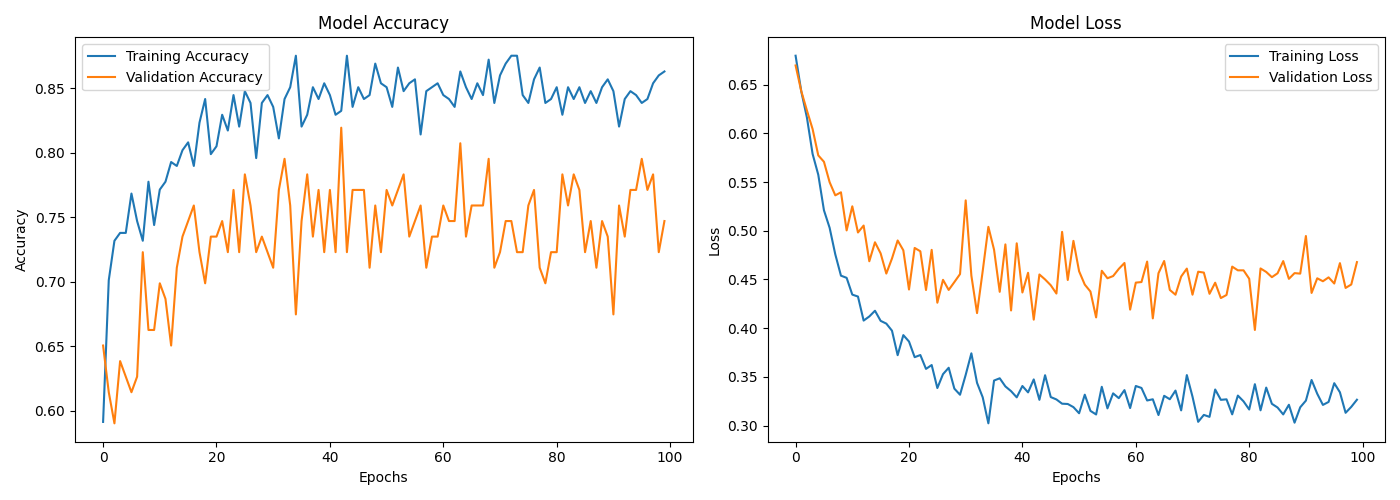 Model Accuracy
Training Accuracy
Validation Accuracy
Accuracy
0.85
0.80
0.75
0.70
0.65
0.60
0 20 40 60 80 100
Epochs
Model Loss
Training Loss
Validation Loss
Loss
0.65
0.60
0.55
0.50
0.45
0.40
0.35
0.30
0 20 40 60 80 100
Epochs